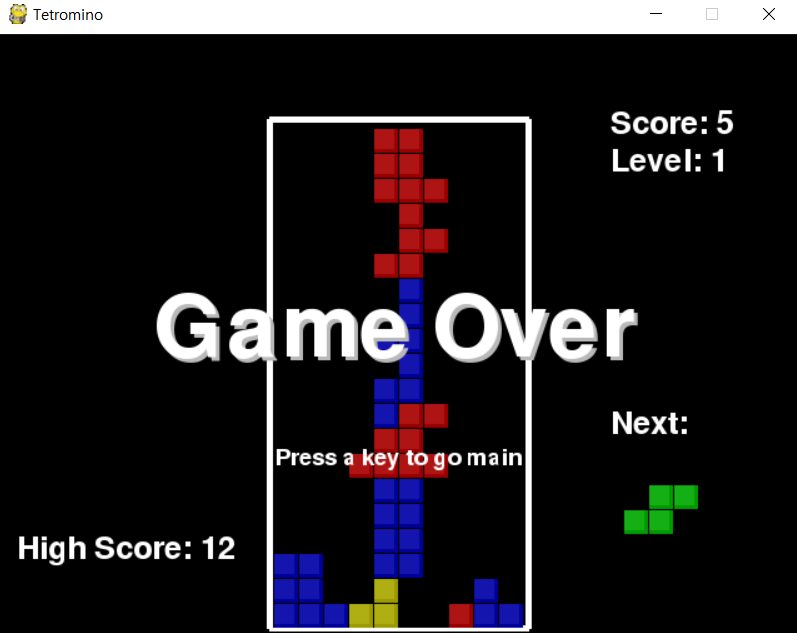 Tetromino
Score: 5
Level: 1
Game Over
Next:
Press a key to go main
High Score: 12